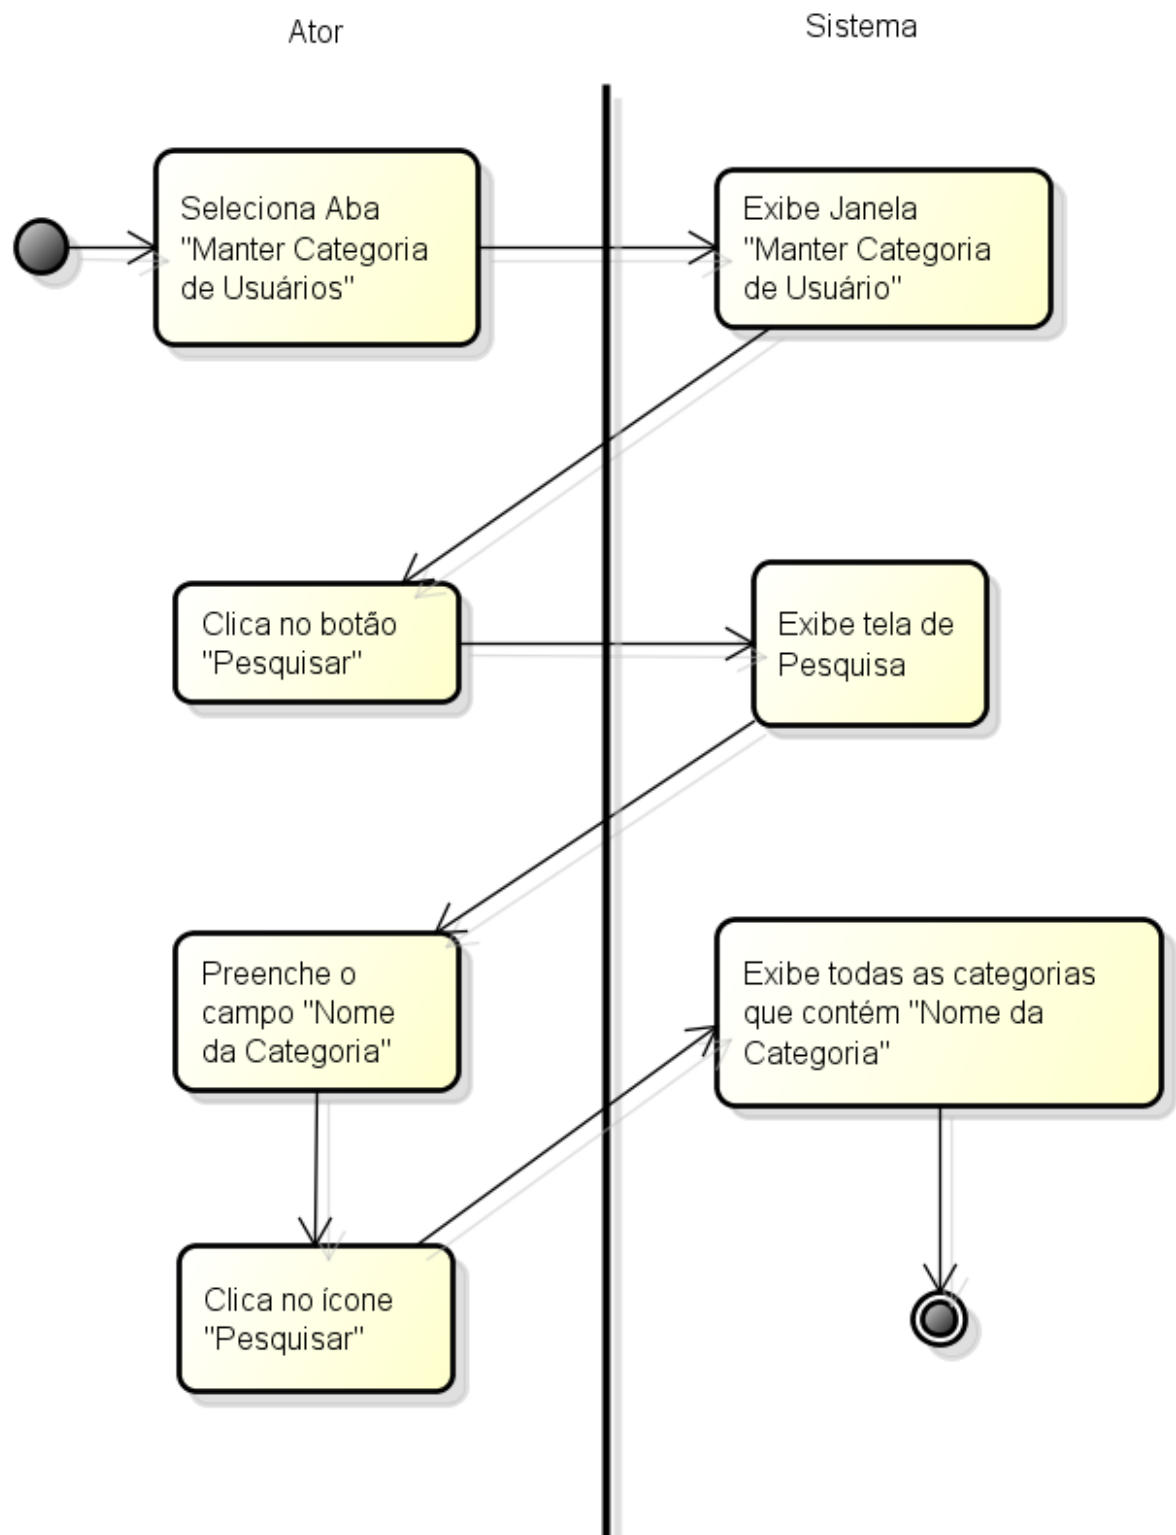 Ator
Sistema
Seleciona Aba
"Manter Categoria
de Usuários"
Exibe Janela
"Manter Categoria
de Usuário"
Clica no botão
"Pesquisar"
Exibe tela de
Pesquisa
Preenche o
campo "Nome
da Categoria"
Exibe todas as categorias
que contém "Nome da
Categoria"
Clica no ícone
"Pesquisar"